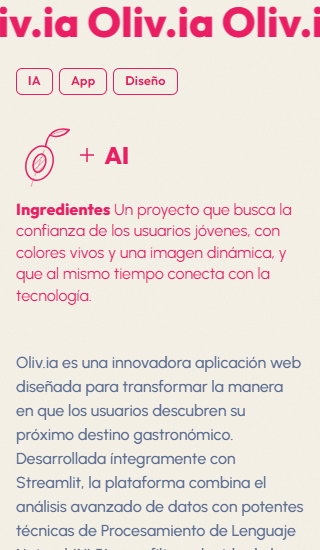 iv.ia Oliv.ia Oliv.i
IA App Diseño
+ AI
Ingredientes Un proyecto que busca la
confianza de los usuarios jóvenes, con
colores vivos y una imagen dinámica, y
que al mismo tiempo conecta con la
tecnología.
Oliv.ia es una innovadora aplicación web
diseñada para transformar la manera
en que los usuarios descubren su
próximo destino gastronómico.
Desarrollada íntegramente con
Streamlit, la plataforma combina el
análisis avanzado de datos con potentes
técnicas de Procesamiento de Lenguaje